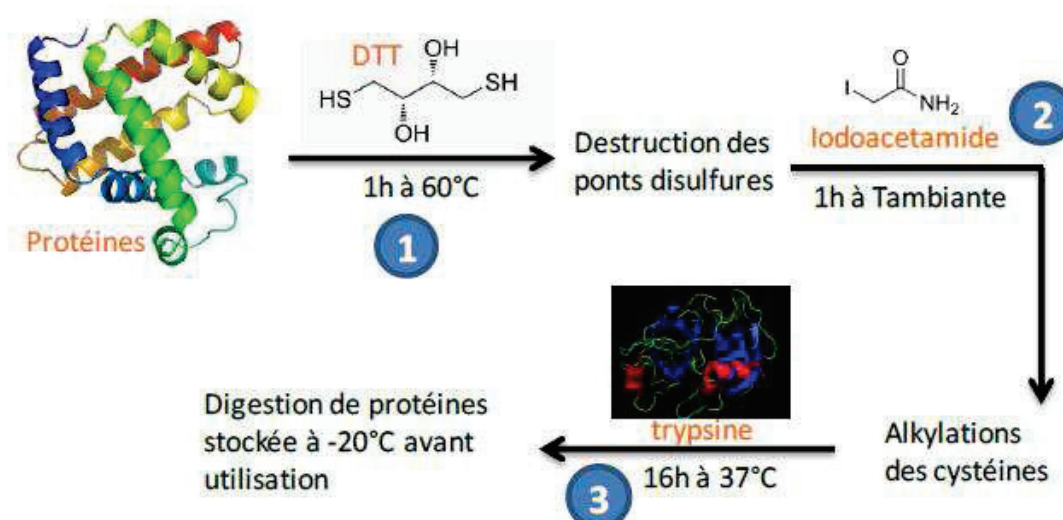 Protéines
DTT
HS
OH
SH
OH
1h à 60°C
1
Destruction des
ponts disulfures
I
O
NH₂
Iodoacetamide
2
1h à Tambiante
Alkylations
des cystéines
trypsine
16h à 37°C
3
Digestion de protéines
stockée à -20°C avant
utilisation